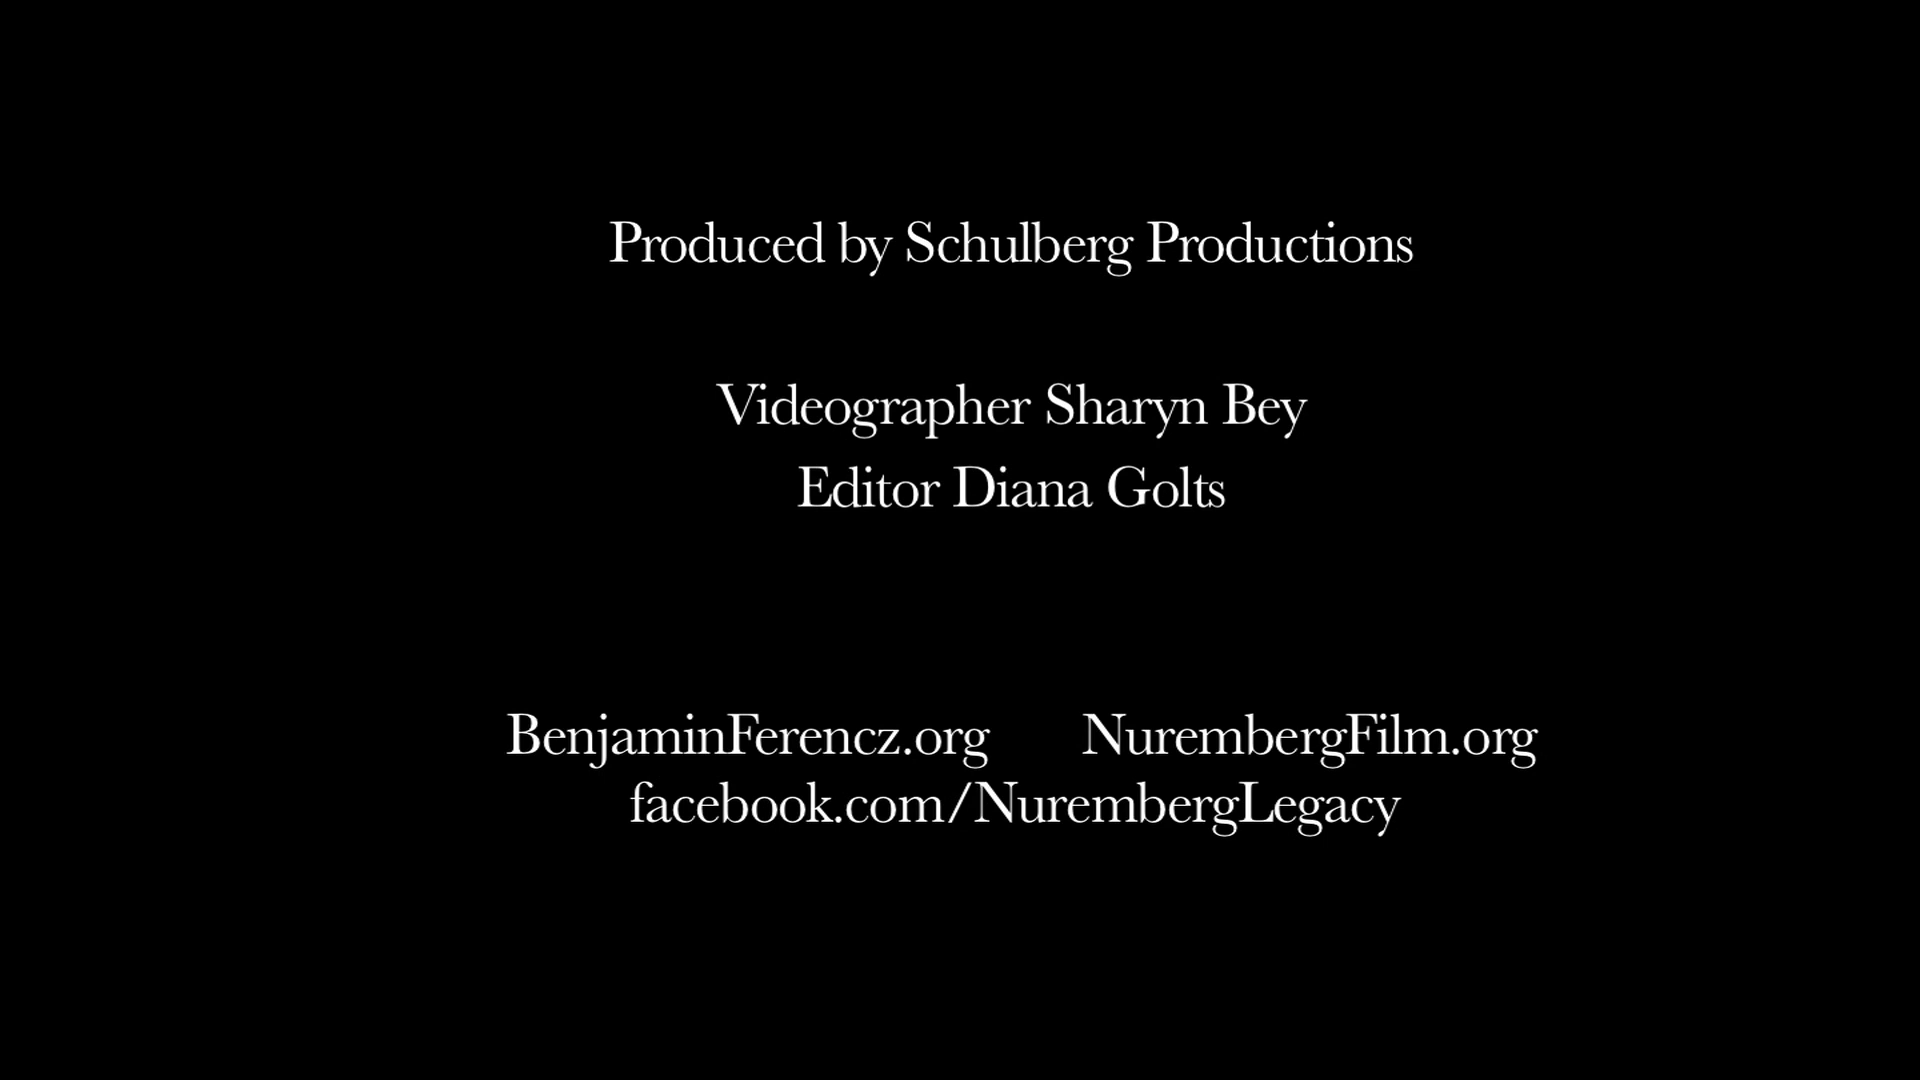 Produced by Schulberg Productions
Videographer Sharyn Bey
Editor Diana Golts
BenjaminFerencz.org NurembergFilm.org
facebook.com/NurembergLegacy